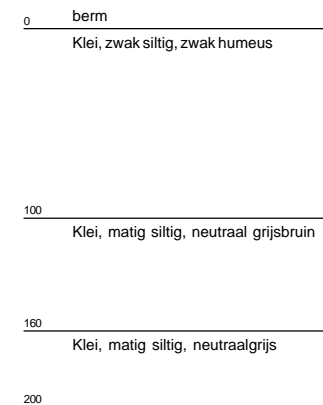 0 berm
Klei, zwak siltig, zwak humeus
100
Klei, matig siltig, neutraal grijsbruin
160
Klei, matig siltig, neutraalgrijs
200